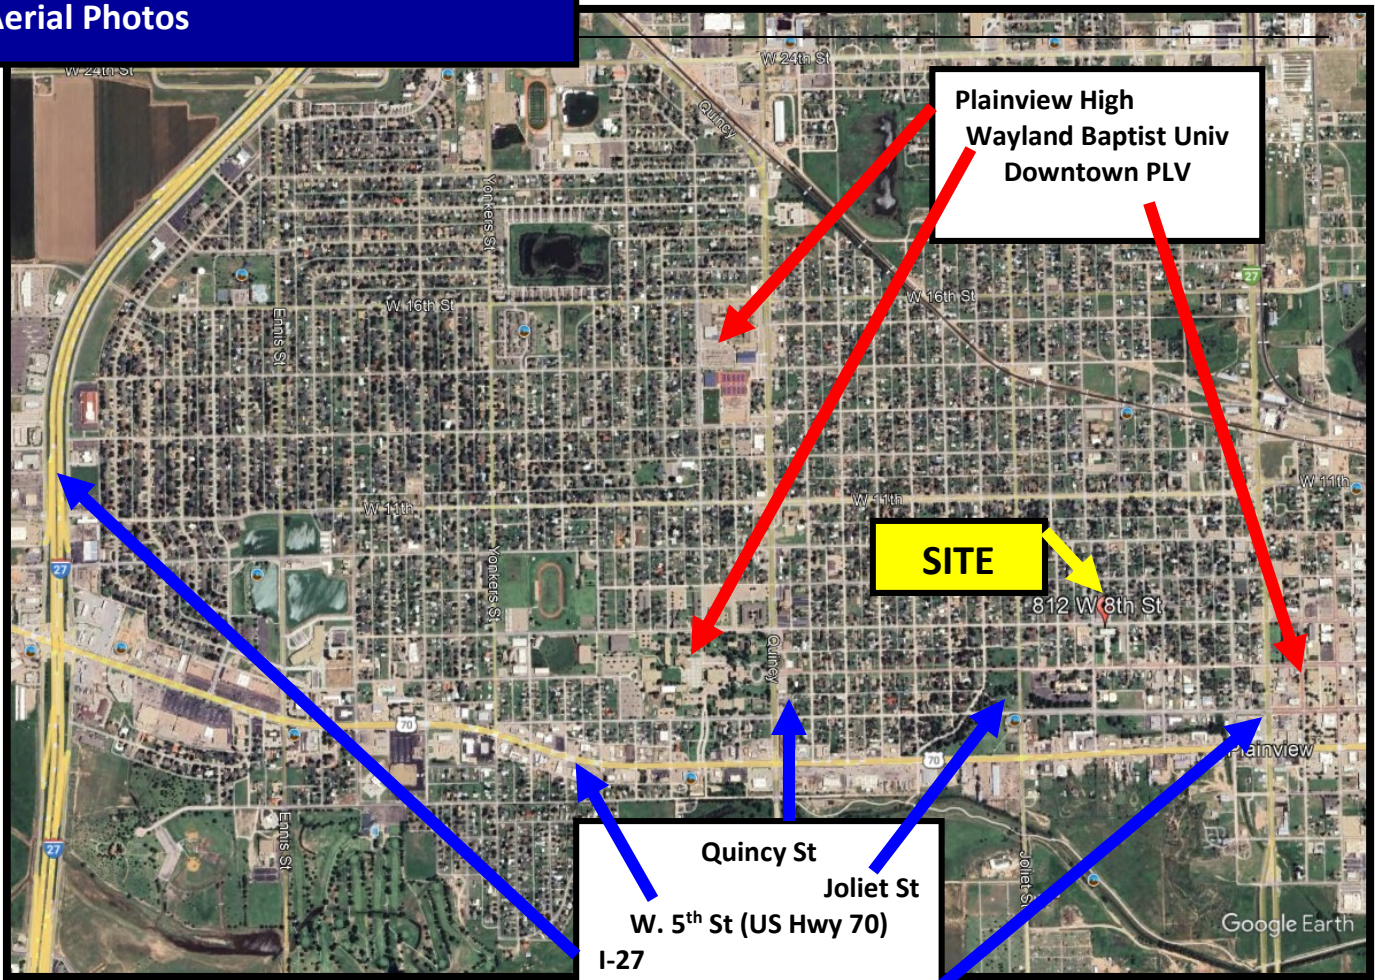 Aerial Photos
W 24th St
W 24th St
Quincy
Plainview High
Wayland Baptist Univ
Downtown PLV
Yonkers St
27
W 16th St
W 16th St
Ennis St
W 11th
W 11th
W 11th
SITE
27
Yonkers St
812 W 8th St
Quincy
70
70
Plainview
27
Ennis St
Quincy St
Joliet St
W. 5th St (US Hwy 70)
I-27
Joliet St
Google Earth